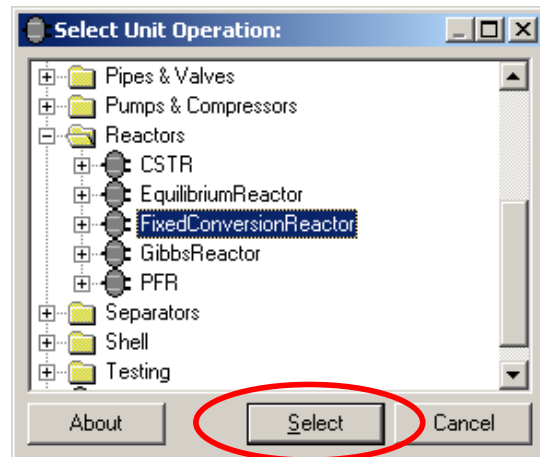 Select Unit Operation:
Pipes & Valves
Pumps & Compressors
Reactors
CSTR
EquilibriumReactor
FixedConversionReactor
GibbsReactor
PFR
Separators
Shell
Testing
About Select Cancel